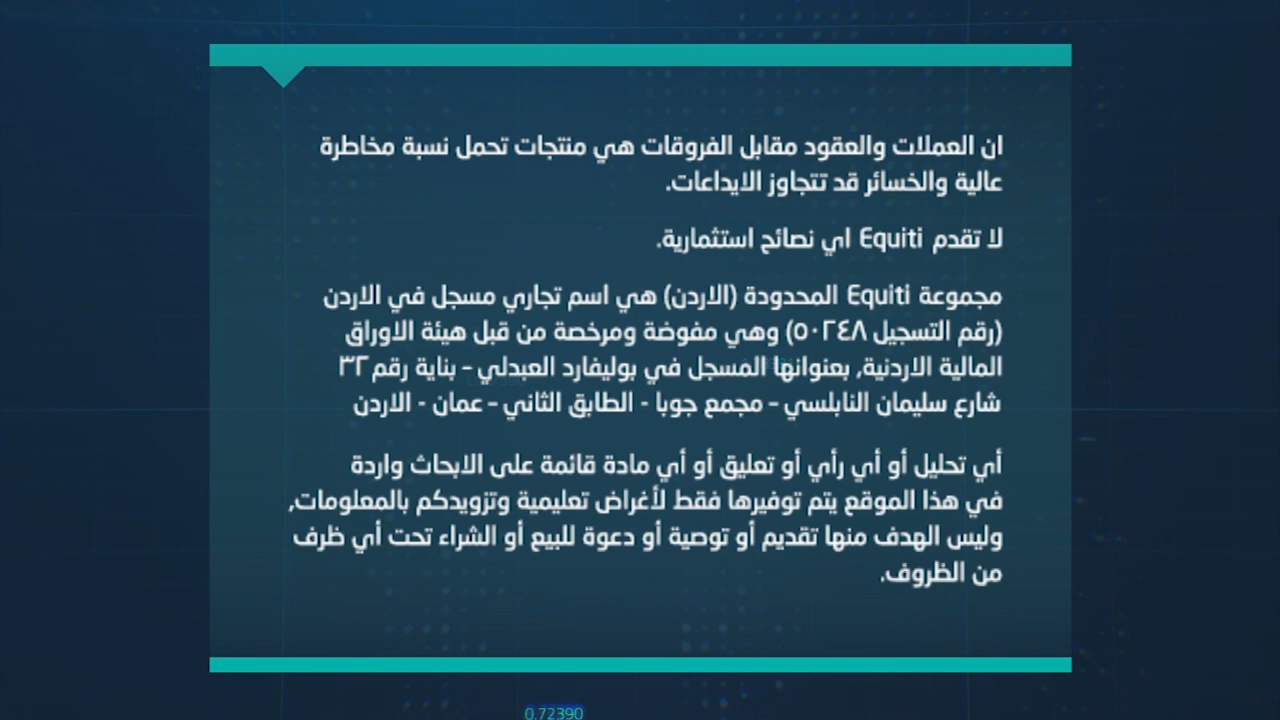 ان العملات والعقود مقابل الفروقات هي منتجات تحمل نسبة مخاطرة
عالية والخسائر قد تتجاوز الايداعات.
لا تقدم Equiti اي نصائح استثمارية.
مجموعة Equiti المحدودة (الاردن) هي اسم تجاري مسجل في الاردن
(رقم التسجيل ٥٠٢٤٨) وهي مفوضة ومرخصة من قبل هيئة الاوراق
المالية الاردنية, بعنوانها المسجل في بوليفارد العبدلي – بناية رقم ٣٢
شارع سليمان النابلسي – مجمع جوبا - الطابق الثاني – عمان - الاردن
أي تحليل أو أي رأي أو تعليق أو أي مادة قائمة على الابحاث واردة
في هذا الموقع يتم توفيرها فقط لأغراض تعليمية وتزويدكم بالمعلومات,
وليس الهدف منها تقديم أو توصية أو دعوة للبيع أو الشراء تحت أي ظرف
من الظروف.
0.72390